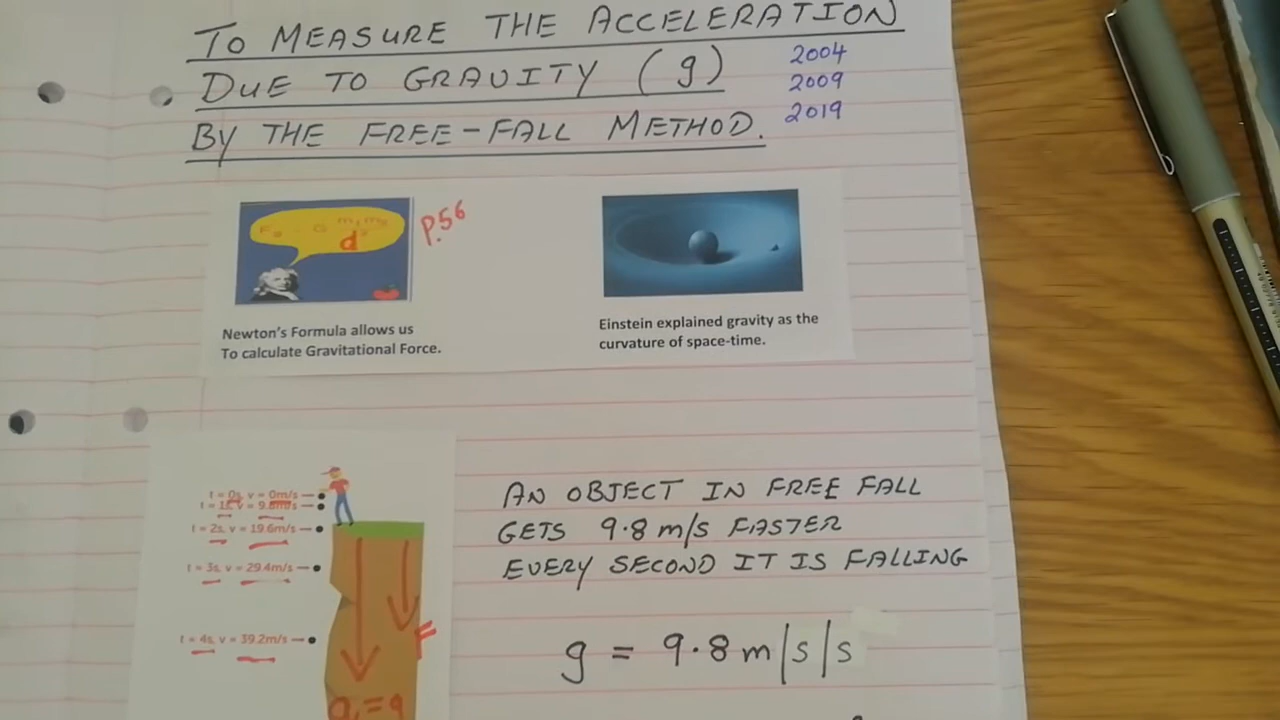 TO MEASURE THE ACCELERATION
DUE TO GRAVITY (g)
BY THE FREE-FALL METHOD.
2004
2009
2019
d
P.56
Newton's Formula allows us
To calculate Gravitational Force.
Einstein explained gravity as the
curvature of space-time.
t = 0s, v = 0m/s
t = 1s, v = 9.8m/s
t = 2s, v = 19.6m/s
t = 3s, v = 29.4m/s
t = 4s, v = 39.2m/s
F
a = g
AN OBJECT IN FREE FALL
GETS 9.8 m/s FASTER
EVERY SECOND IT IS FALLING
g = 9.8 m/s/s